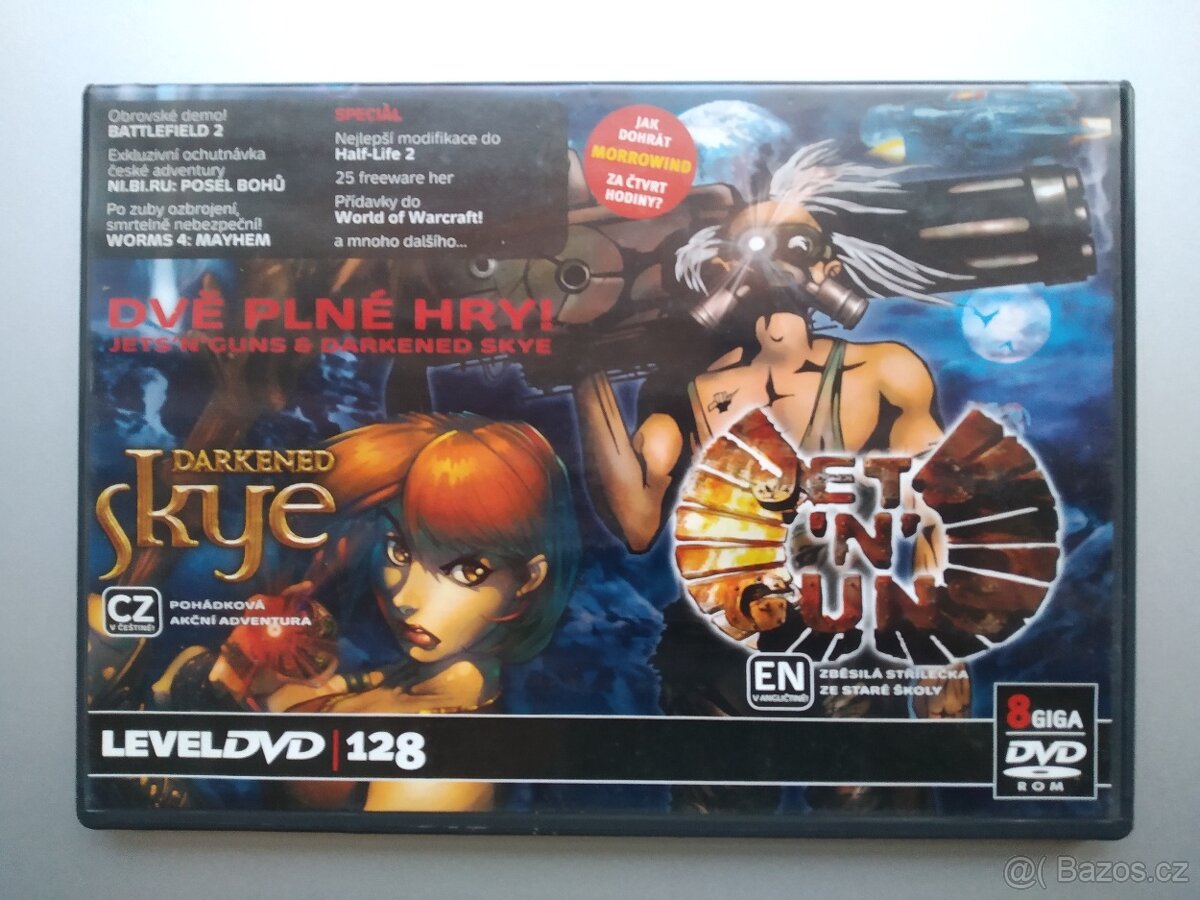 Obrovské demo!
BATTLEFIELD 2
Exkluzivní ochutnávka
české adventury
NI.BI.RU: POSEL BOHŮ
Po zuby ozbrojení,
smrtelně nebezpeční!
WORMS 4: MAYHEM
SPECIÁL
Nejlepší modifikace do
Half-Life 2
25 freeware her
Přídavky do
World of Warcraft!
a mnoho dalšího...
JAK
DOHRÁT
MORROWIND
ZA ČTVRT
HODINY?
DVĚ PLNÉ HRY!
JETS'N'GUNS & DARKENED SKYE
DARKENED
Skye
CZ
V ČEŠTINĚ!
POHÁDKOVÁ
AKČNÍ ADVENTURA
JETS
'N'
GUNS
EN
V ANGLIČTINĚ!
ZBĚSILÁ STŘÍLEČKA
ZE STARÉ ŠKOLY
LEVELDVD | 128
8GIGA
DVD
ROM
@( Bazos.cz